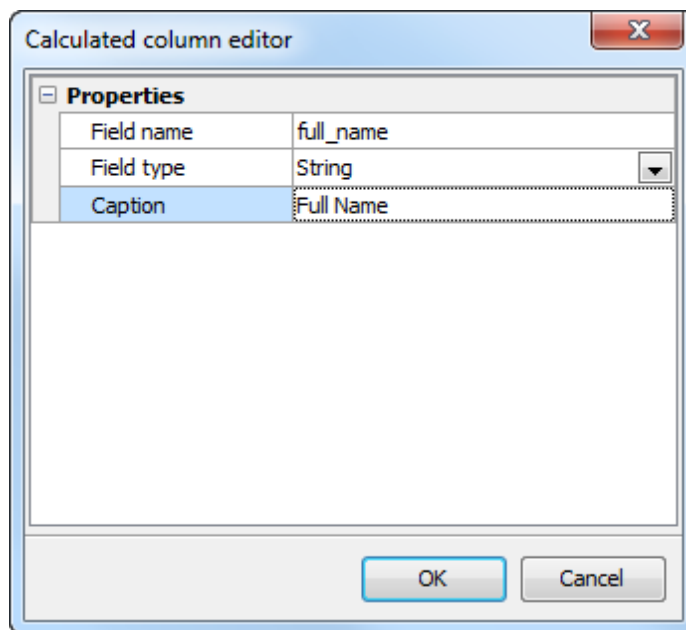 Calculated column editor
Properties
Field name full_name
Field type String
Caption Full Name
OK Cancel